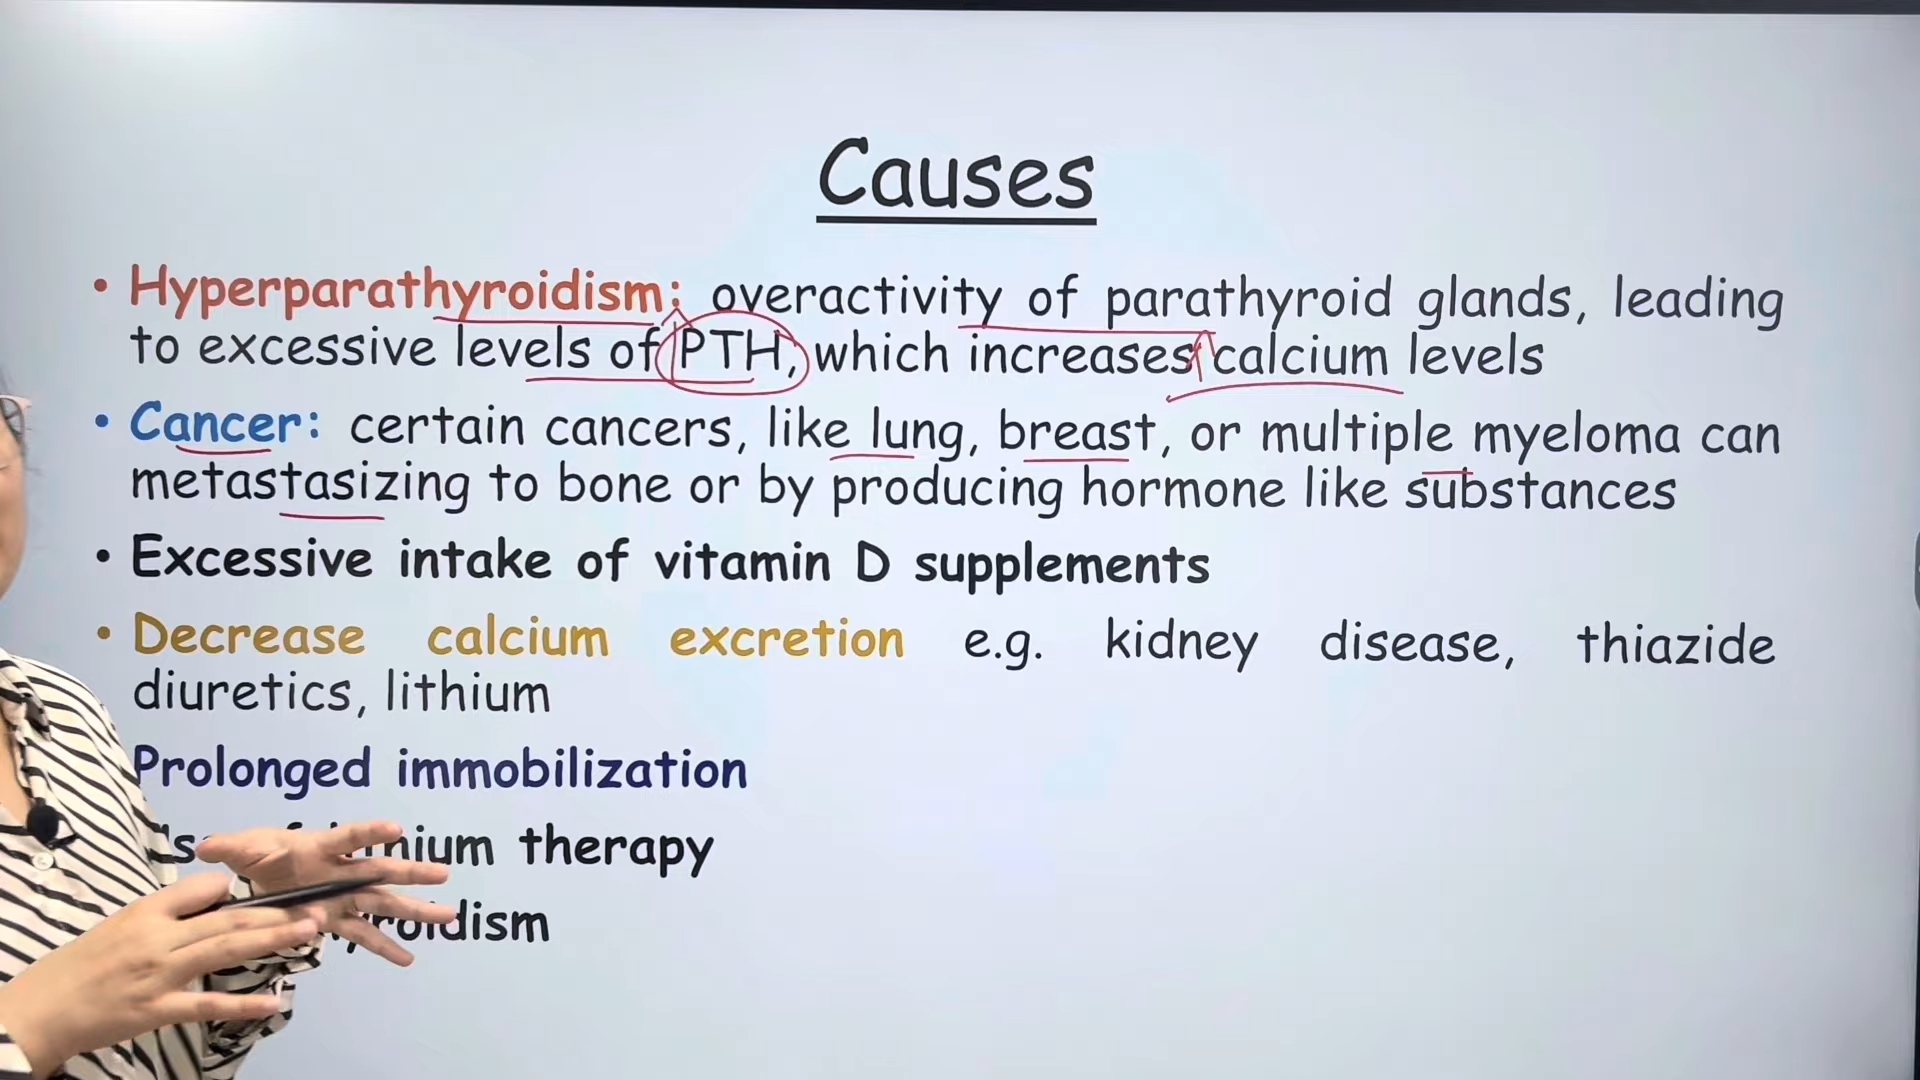 Causes
• Hyperparathyroidism: overactivity of parathyroid glands, leading
to excessive levels of PTH, which increases calcium levels
• Cancer: certain cancers, like lung, breast, or multiple myeloma can
metastasizing to bone or by producing hormone like substances
• Excessive intake of vitamin D supplements
• Decrease calcium excretion e.g. kidney disease, thiazide
diuretics, lithium
Prolonged immobilization
therapy